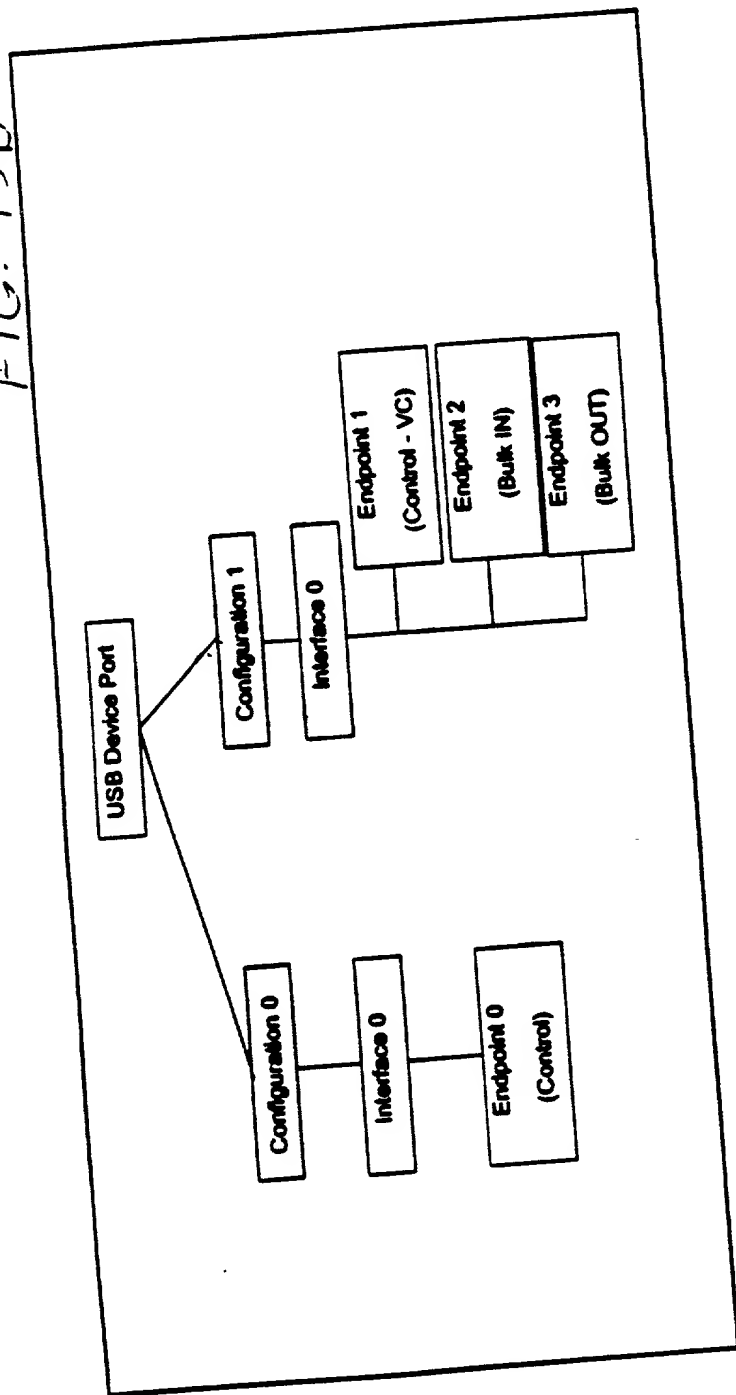 USB Device Port
Configuration 0
Interface 0
Endpoint 0
(Control)
Configuration 1
Interface 0
Endpoint 1
(Control - VC)
Endpoint 2
(Bulk IN)
Endpoint 3
(Bulk OUT)
FIG.